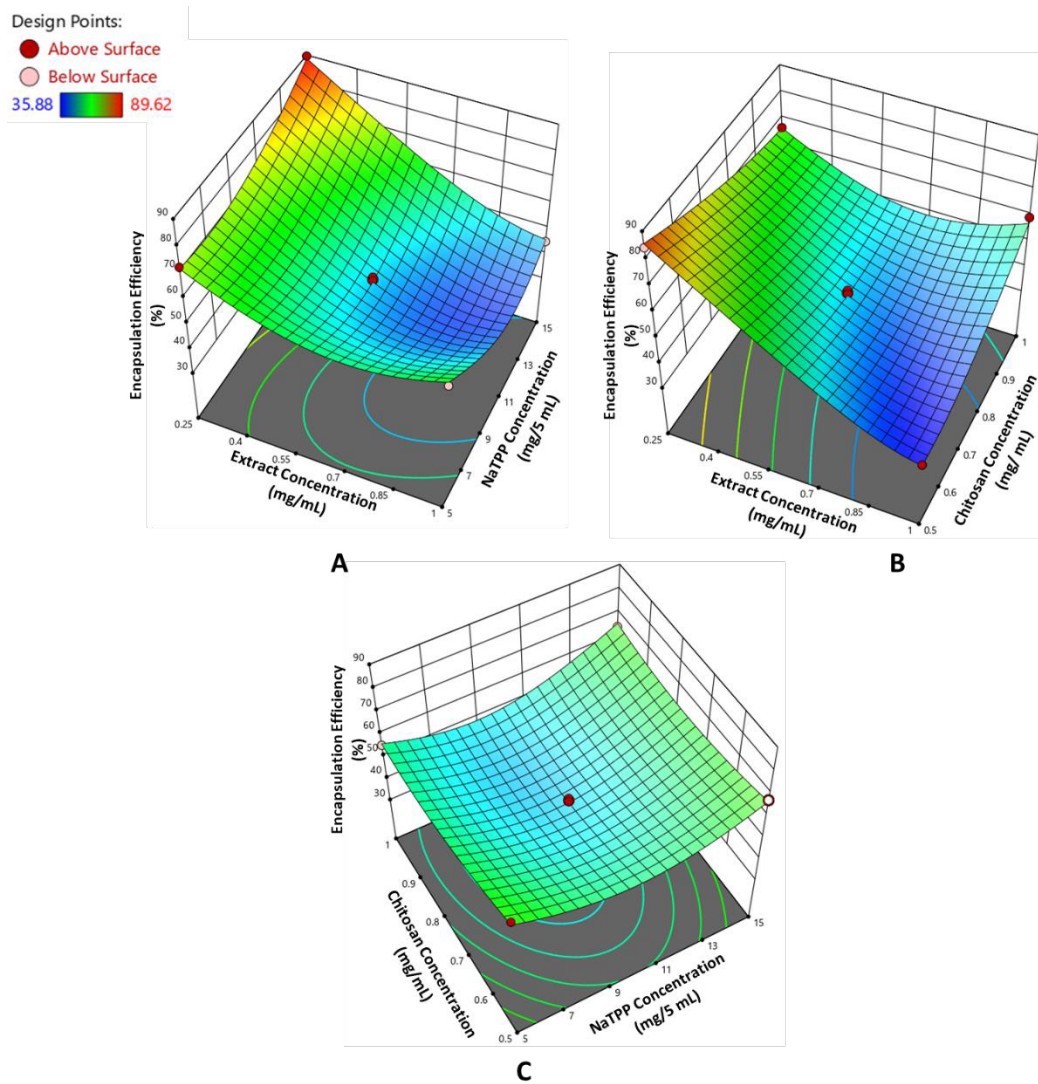 Design Points:
Above Surface
Below Surface
35.88 89.62
90
80
70
60
50
40
30
Encapsulation Efficiency
(%)
0.25
0.4
0.55
0.7
0.85
1
Extract Concentration
(mg/mL)
5
7
9
11
13
15
NaTPP Concentration
(mg/5 mL)
A
90
80
70
60
50
40
30
Encapsulation Efficiency
(%)
0.25
0.4
0.55
0.7
0.85
1
Extract Concentration
(mg/mL)
0.5
0.6
0.7
0.8
0.9
1
Chitosan Concentration
(mg/ mL)
B
90
80
70
60
50
40
30
Encapsulation Efficiency
(%)
1
0.9
0.8
0.7
0.6
0.5
Chitosan Concentration
(mg/mL)
5
7
9
11
13
15
NaTPP Concentration
(mg/5 mL)
C